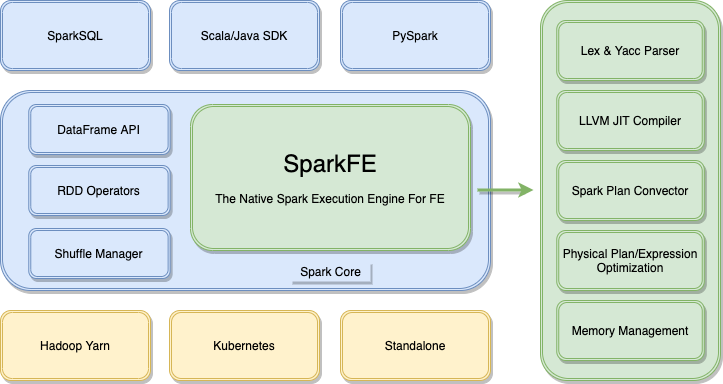 SparkSQL
Scala/Java SDK
PySpark
DataFrame API
RDD Operators
Shuffle Manager
SparkFE
The Native Spark Execution Engine For FE
Spark Core
Hadoop Yarn
Kubernetes
Standalone
Lex & Yacc Parser
LLVM JIT Compiler
Spark Plan Convector
Physical Plan/Expression
Optimization
Memory Management